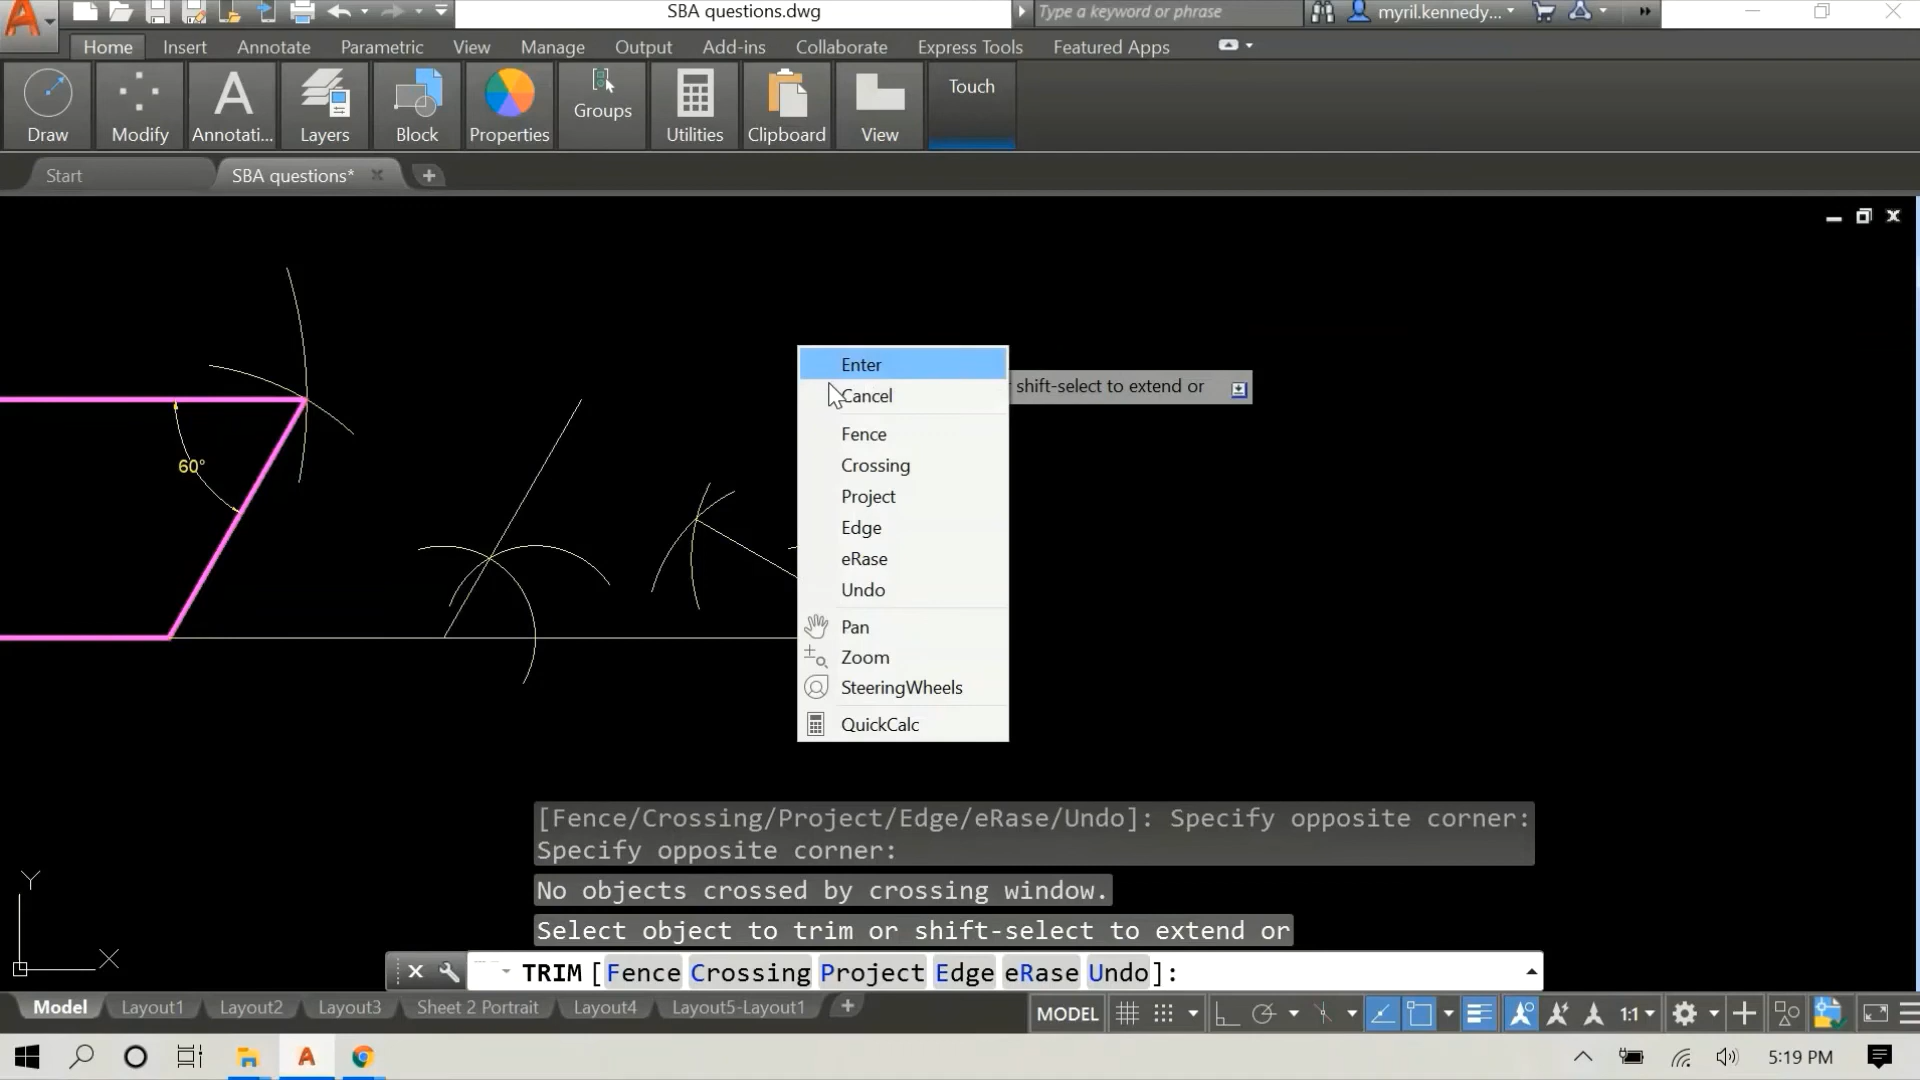 SBA questions.dwg
Type a keyword or phrase
myril.kennedy...
Home Insert Annotate Parametric View Manage Output Add-ins Collaborate Express Tools Featured Apps
Draw Modify Annotati... Layers Block Properties Groups Utilities Clipboard View Touch
Start SBA questions*
Enter
shift-select to extend or
Cancel
Fence
60°
Crossing
Project
Edge
eRase
Undo
Pan
Zoom
SteeringWheels
QuickCalc
[Fence/Crossing/Project/Edge/eRase/Undo]: Specify opposite corner:
Specify opposite corner:
No objects crossed by crossing window.
Select object to trim or shift-select to extend or
TRIM [Fence Crossing Project Edge eRase Undo]:
Y
X
Model Layout1 Layout2 Layout3 Sheet 2 Portrait Layout4 Layout5-Layout1
MODEL 1:1
5:19 PM